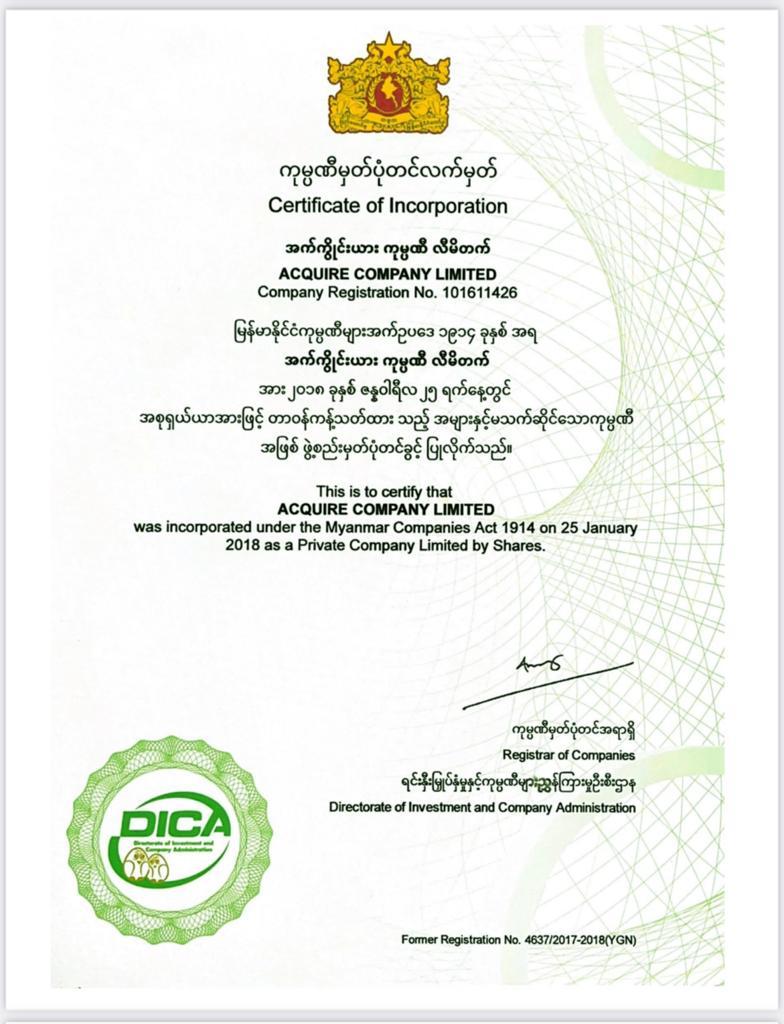 ကုမ္ပဏီမှတ်ပုံတင်လက်မှတ်
Certificate of Incorporation
အက်ကွိုင်းယား ကုမ္ပဏီ လီမိတက်
ACQUIRE COMPANY LIMITED
Company Registration No. 101611426
မြန်မာနိုင်ငံကုမ္ပဏီများအက်ဥပဒေ ၁၉၁၄ ခုနှစ် အရ
အက်ကွိုင်းယား ကုမ္ပဏီ လီမိတက်
အား ၂၀၁၈ ခုနှစ် ဇန္နဝါရီလ ၂၅ ရက်နေ့တွင်
အစုရှယ်ယာအားဖြင့် တာဝန်ကန့်သတ်ထား သည့် အများနှင့်မသက်ဆိုင်သောကုမ္ပဏီ
အဖြစ် ဖွဲ့စည်းမှတ်ပုံတင်ခွင့် ပြုလိုက်သည်။
This is to certify that
ACQUIRE COMPANY LIMITED
was incorporated under the Myanmar Companies Act 1914 on 25 January
2018 as a Private Company Limited by Shares.
ကုမ္ပဏီမှတ်ပုံတင်အရာရှိ
Registrar of Companies
ရင်းနှီးမြှုပ်နှံမှုနှင့်ကုမ္ပဏီများညွှန်ကြားမှုဦးစီးဌာန
Directorate of Investment and Company Administration
DICA
Directorate of Investment and
Company Administration
Former Registration No. 4637/2017-2018(YGN)